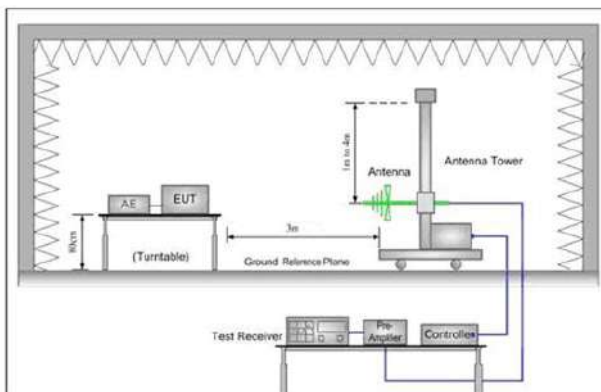 1m to 4m
Antenna
Antenna Tower
AE
EUT
80cm
(Turntable)
3m
Ground Reference Plane
Test Receiver
Pre-
Amplifier
Controller